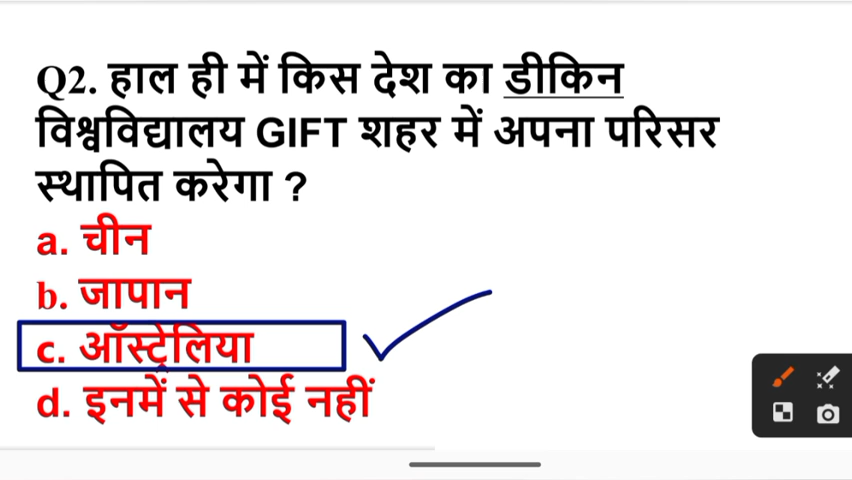 Q2. हाल ही में किस देश का डीकिन
विश्वविद्यालय GIFT शहर में अपना परिसर
स्थापित करेगा ?
a. चीन
b. जापान
c. ऑस्ट्रेलिया
d. इनमें से कोई नहीं